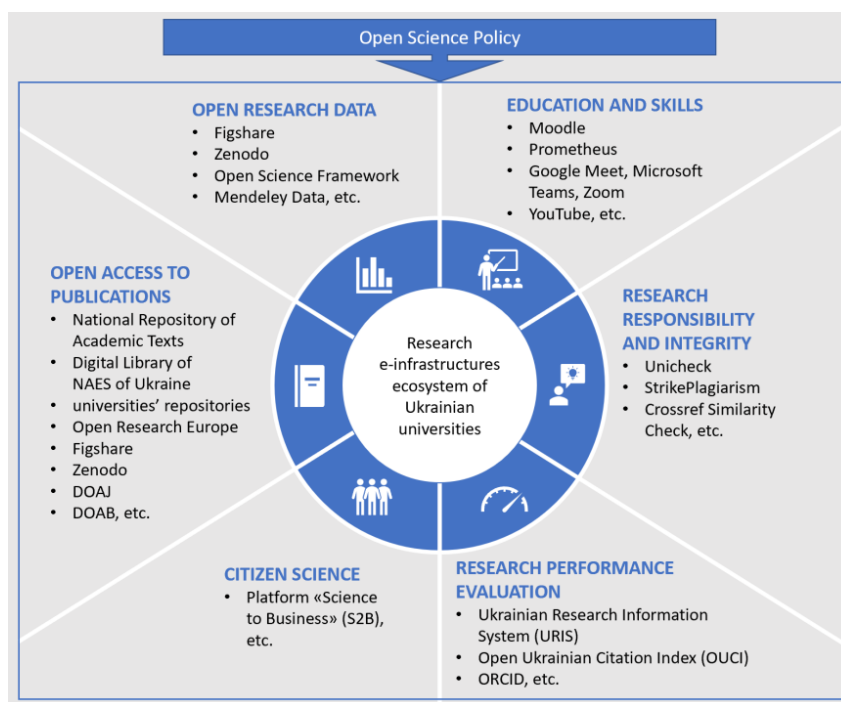 Open Science Policy
OPEN RESEARCH DATA
• Figshare
• Zenodo
• Open Science Framework
• Mendeley Data, etc.
EDUCATION AND SKILLS
• Moodle
• Prometheus
• Google Meet, Microsoft
Teams, Zoom
• YouTube, etc.
OPEN ACCESS TO
PUBLICATIONS
• National Repository of
Academic Texts
• Digital Library of
NAES of Ukraine
• universities’ repositories
• Open Research Europe
• Figshare
• Zenodo
• DOAJ
• DOAB, etc.
Research
e-infrastructures
ecosystem of
Ukrainian
universities
RESEARCH
RESPONSIBILITY
AND INTEGRITY
• Unicheck
• StrikePlagiarism
• Crossref Similarity
Check, etc.
CITIZEN SCIENCE
• Platform «Science
to Business» (S2B),
etc.
RESEARCH PERFORMANCE
EVALUATION
• Ukrainian Research Information
System (URIS)
• Open Ukrainian Citation Index (OUCI)
• ORCID, etc.